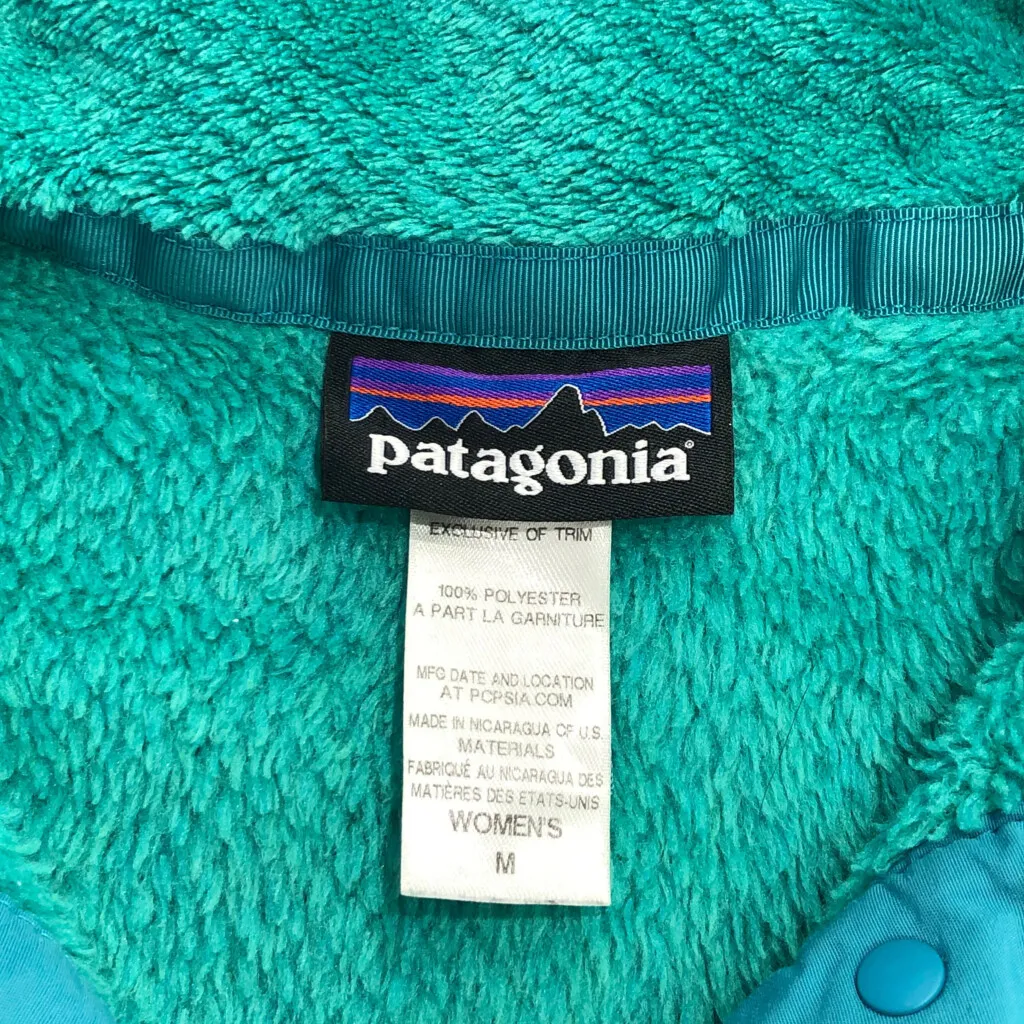 patagonia®
EXCLUSIVE OF TRIM
100% POLYESTER
A PART LA GARNITURE
MFG DATE AND LOCATION
AT PCPSIA.COM
MADE IN NICARAGUA OF U.S.
MATERIALS
FABRIQUÉ AU NICARAGUA DES
MATIÈRES DES ETATS-UNIS
WOMEN'S
M